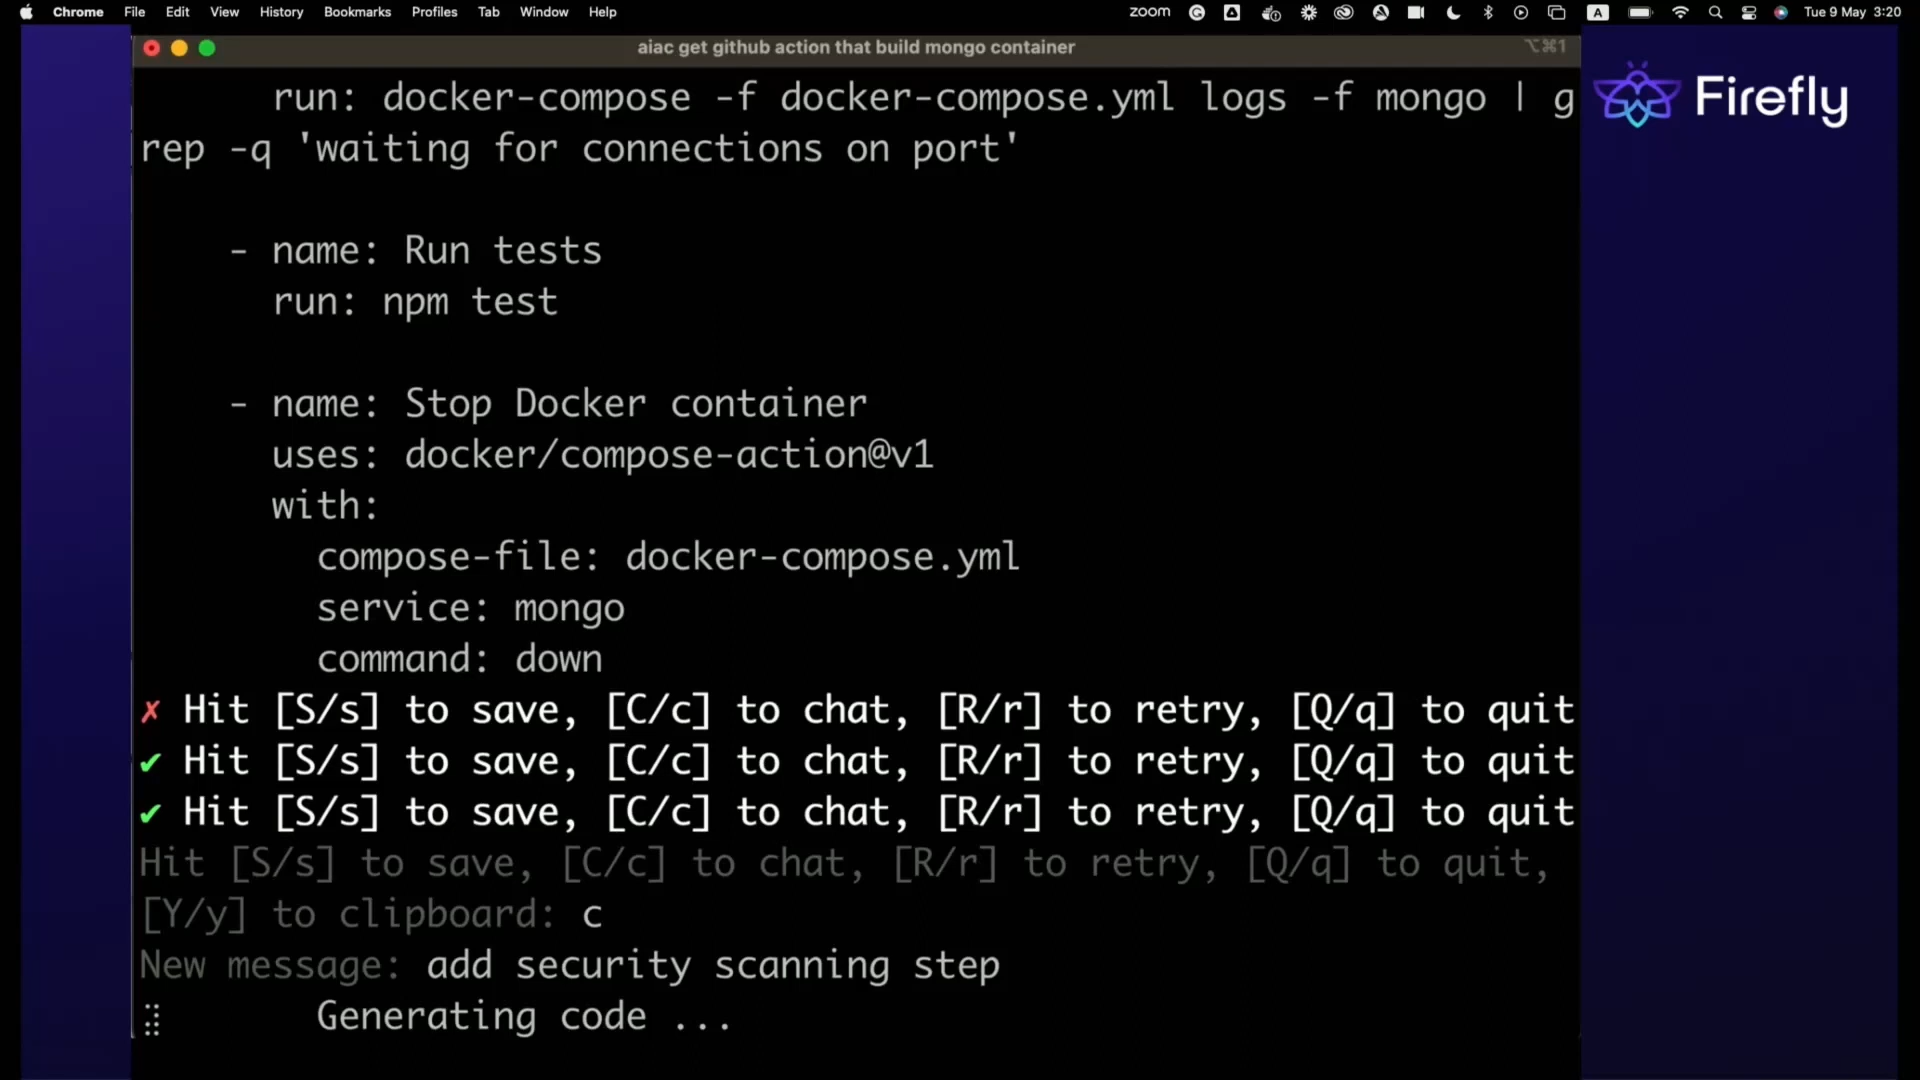 Chrome File Edit View History Bookmarks Profiles Tab Window Help zoom A Tue 9 May 3:20
aiac get github action that build mongo container ⌥⌘1
Firefly
run: docker-compose -f docker-compose.yml logs -f mongo | g
rep -q 'waiting for connections on port'
- name: Run tests
run: npm test
- name: Stop Docker container
uses: docker/compose-action@v1
with:
compose-file: docker-compose.yml
service: mongo
command: down
✗ Hit [S/s] to save, [C/c] to chat, [R/r] to retry, [Q/q] to quit
✔ Hit [S/s] to save, [C/c] to chat, [R/r] to retry, [Q/q] to quit
✔ Hit [S/s] to save, [C/c] to chat, [R/r] to retry, [Q/q] to quit
Hit [S/s] to save, [C/c] to chat, [R/r] to retry, [Q/q] to quit,
[Y/y] to clipboard: c
New message: add security scanning step
Generating code ...